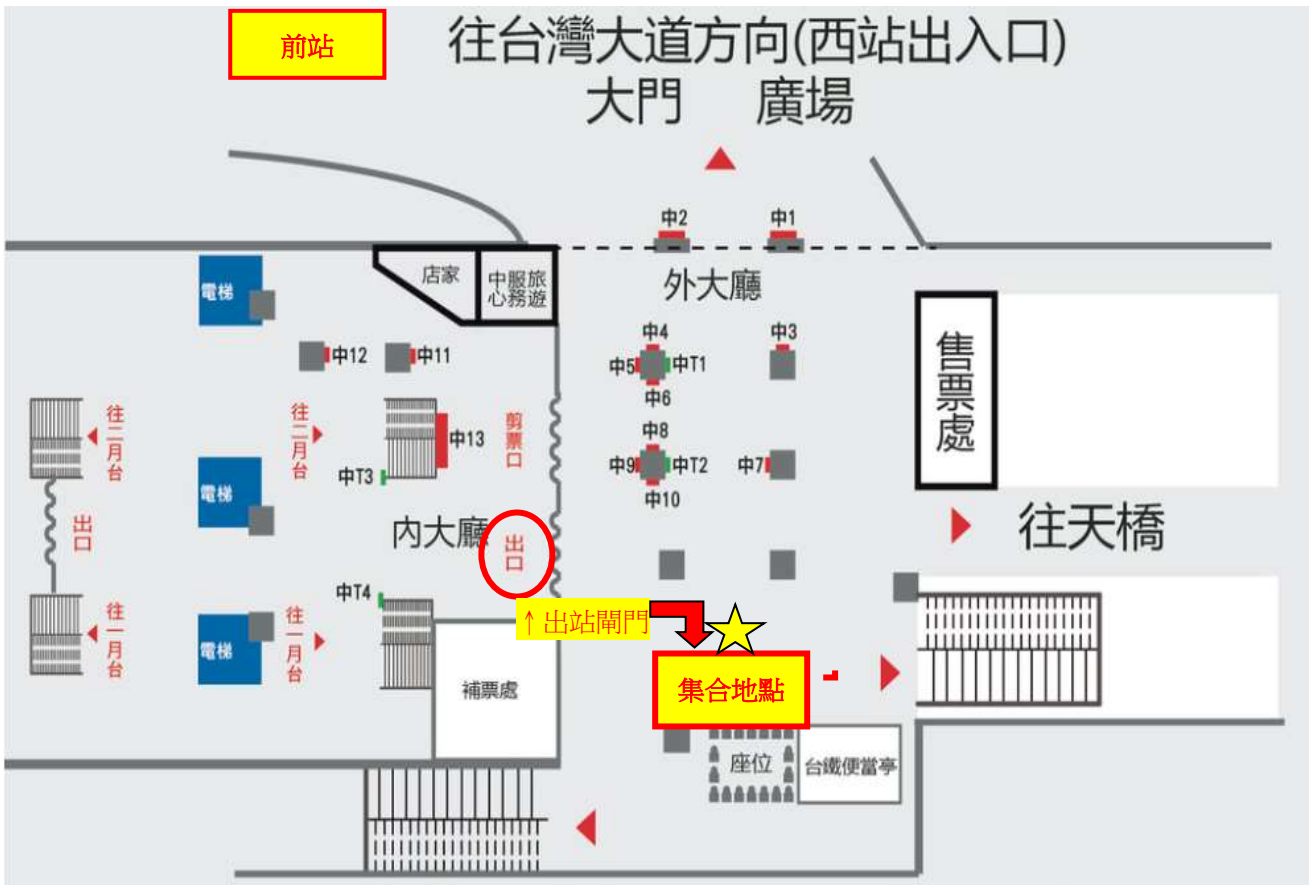 前站
往台灣大道方向(西站出入口)
大門 廣場
中2
中1
店家
中服旅
心務遊
外大廳
電梯
中12
中11
中4
中3
中5
中T1
中6
售票處
往二月台
往二月台
中13
剪票口
中8
中9
中T2
中7
中10
中T3
電梯
出口
內大廳
出口
往天橋
中T4
↑出站閘門
往一月台
電梯
往一月台
補票處
集合地點
座位
台鐵便當亭